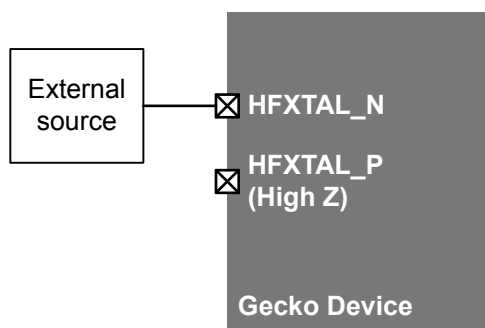 External
source
HFXTAL_N
HFXTAL_P
(High Z)
Gecko Device